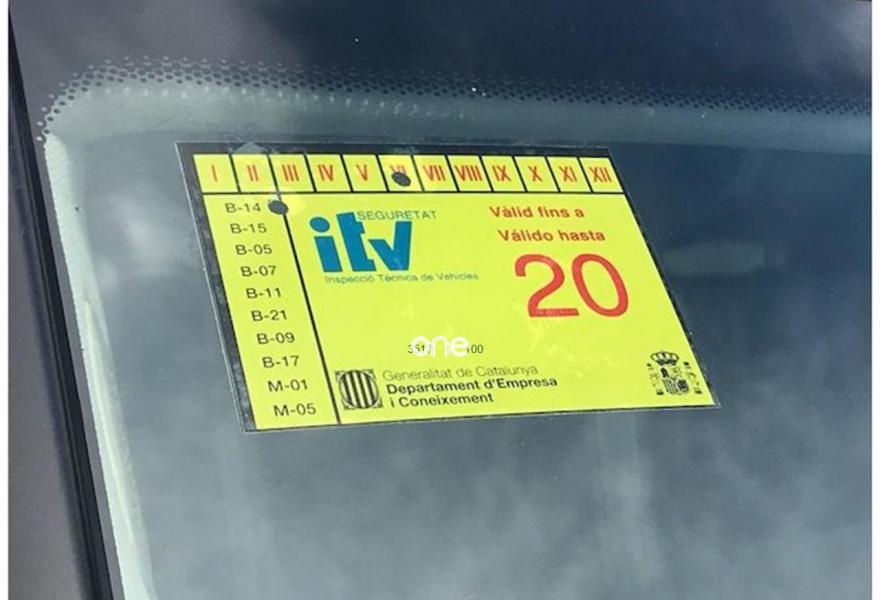 I II III IV V VI VII VIII IX X XI XII
B-14
B-15
B-05
B-07
B-11
B-21
B-09
B-17
M-01
M-05
SEGURETAT
itv
Inspecció Tècnica de Vehicles
Vàlid fins a
Válido hasta
20
one
100
Generalitat de Catalunya
Departament d'Empresa
i Coneixement